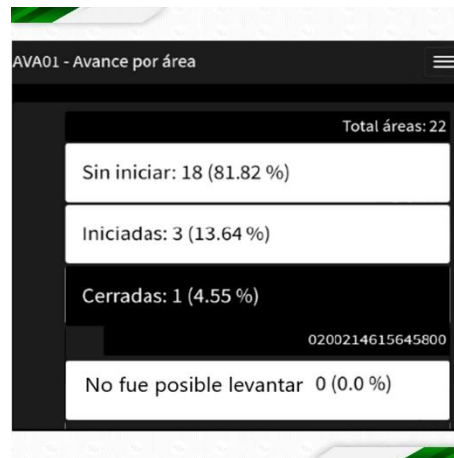 AVA01 - Avance por área
Total áreas: 22
Sin iniciar: 18 (81.82 %)
Iniciadas: 3 (13.64 %)
Cerradas: 1 (4.55 %)
0200214615645800
No fue posible levantar 0 (0.0 %)